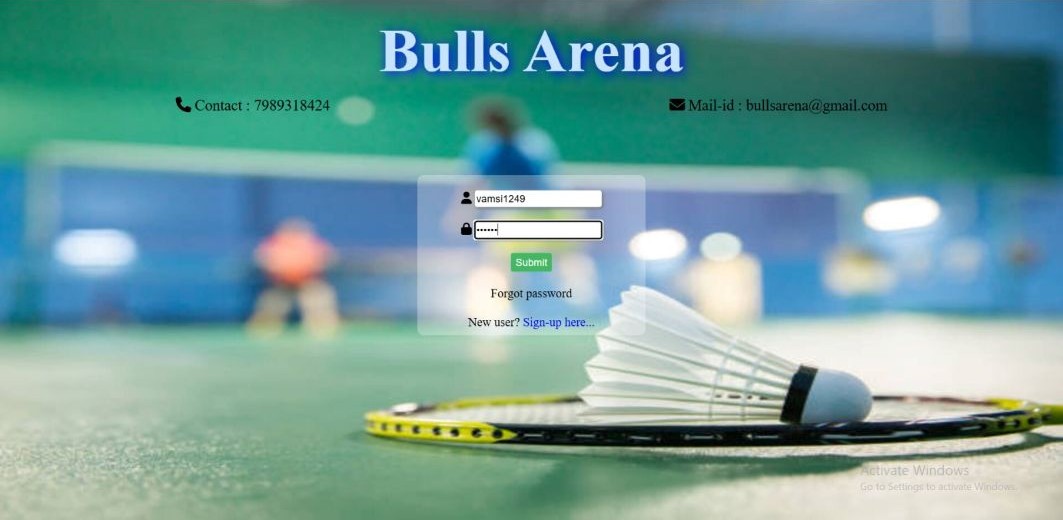 Bulls Arena
Contact : 7989318424
Mail-id : bullsarena@gmail.com
vamsi1249
••••••
Submit
Forgot password
New user? Sign-up here...
Activate Windows
Go to Settings to activate Windows.